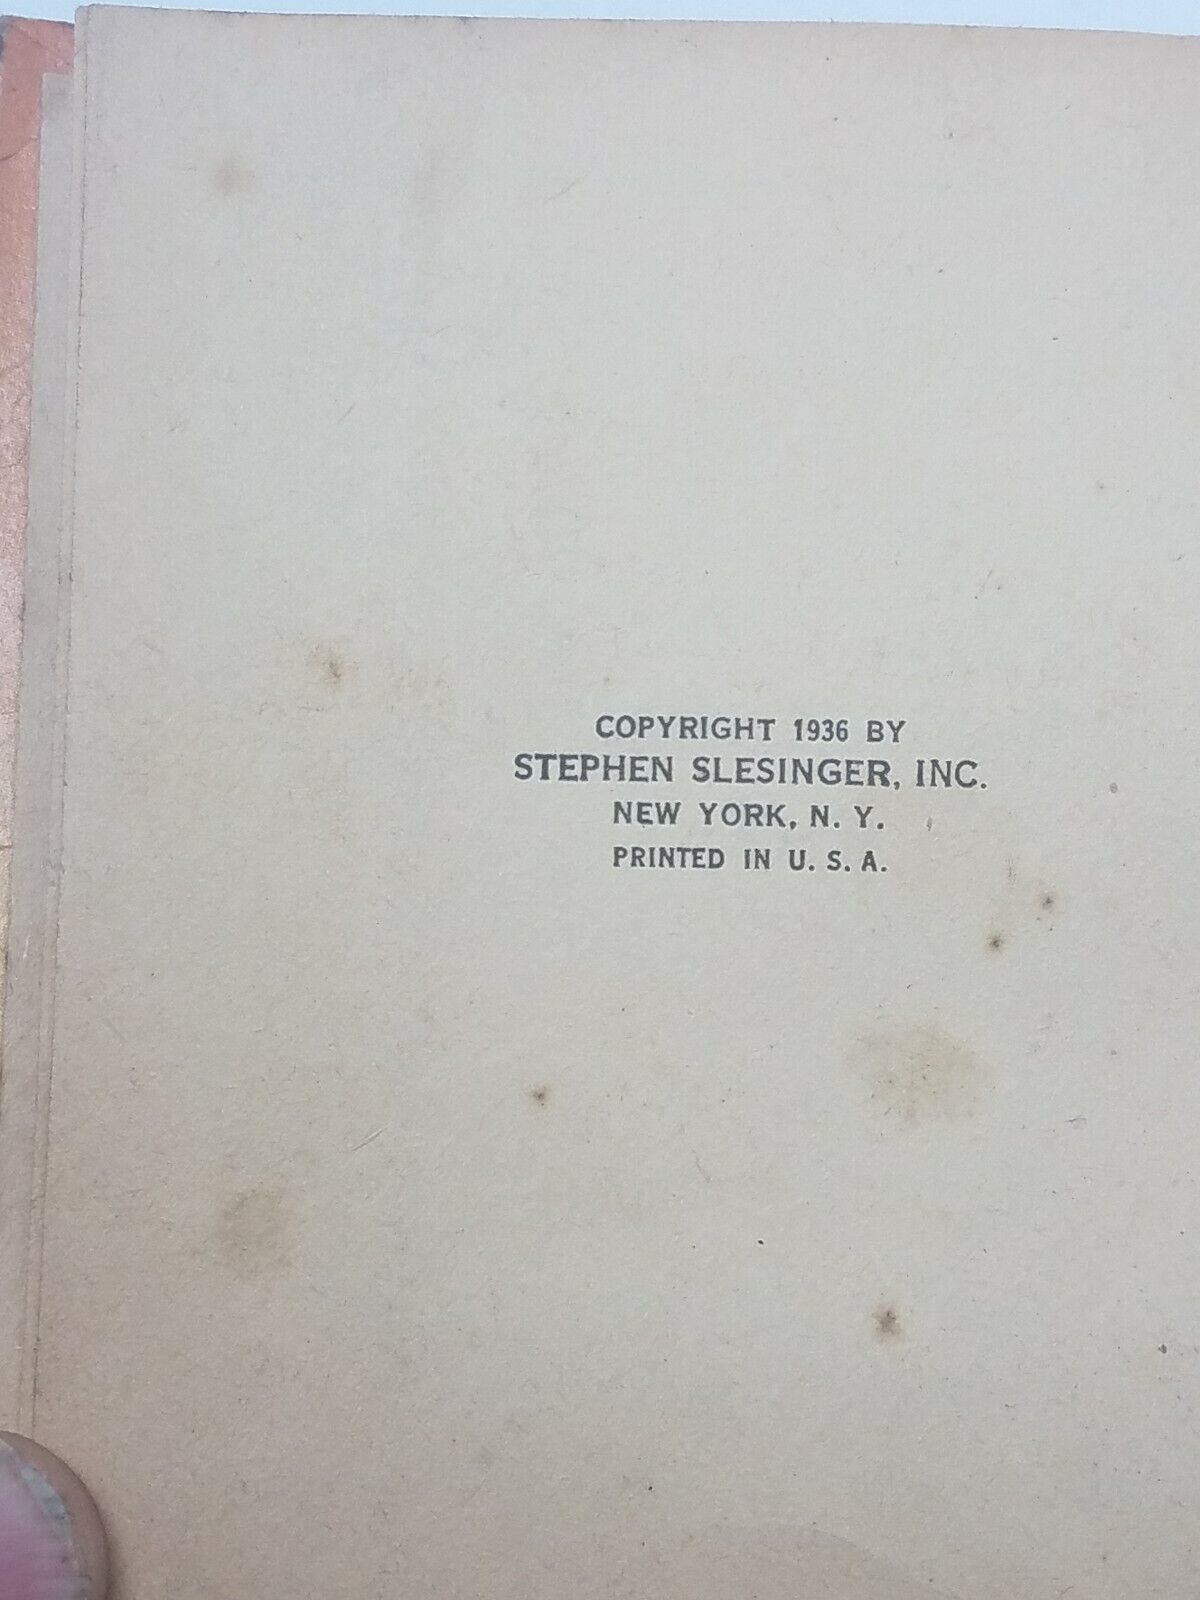 COPYRIGHT 1936 BY
STEPHEN SLESINGER, INC.
NEW YORK, N. Y.
PRINTED IN U. S. A.